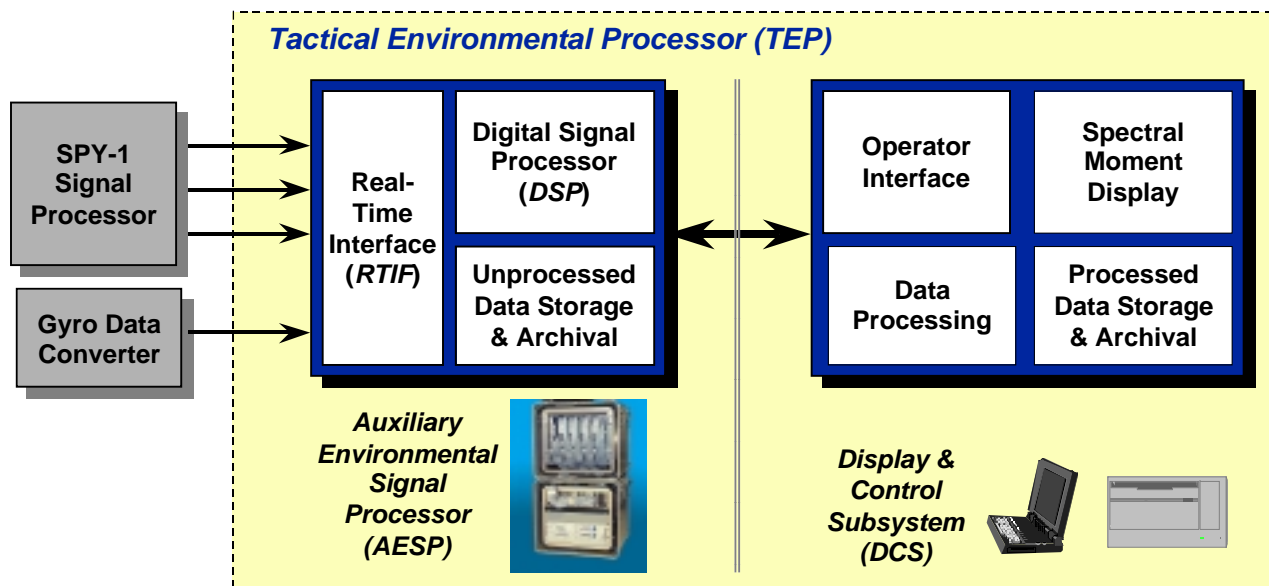 Tactical Environmental Processor (TEP)
SPY-1
Signal
Processor
Gyro Data
Converter
Real-
Time
Interface
(RTIF)
Digital Signal
Processor
(DSP)
Unprocessed
Data Storage
& Archival
Operator
Interface
Spectral
Moment
Display
Data
Processing
Processed
Data Storage
& Archival
Auxiliary
Environmental
Signal
Processor
(AESP)
Display &
Control
Subsystem
(DCS)